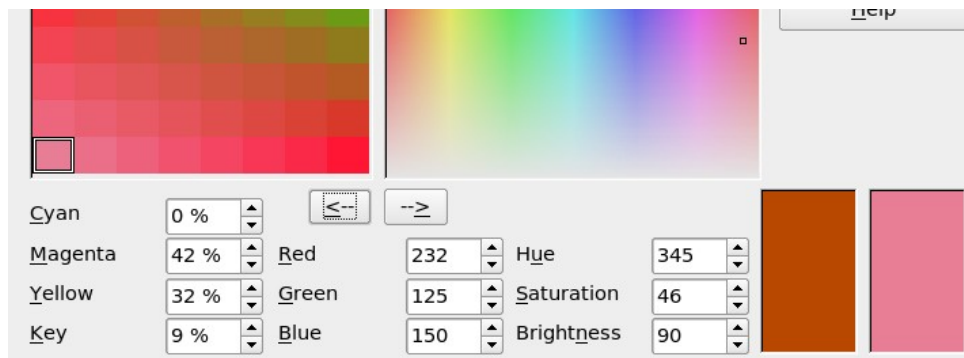 Help
Cyan 0 % <-- -->
Magenta 42 % Red 232 Hue 345
Yellow 32 % Green 125 Saturation 46
Key 9 % Blue 150 Brightness 90